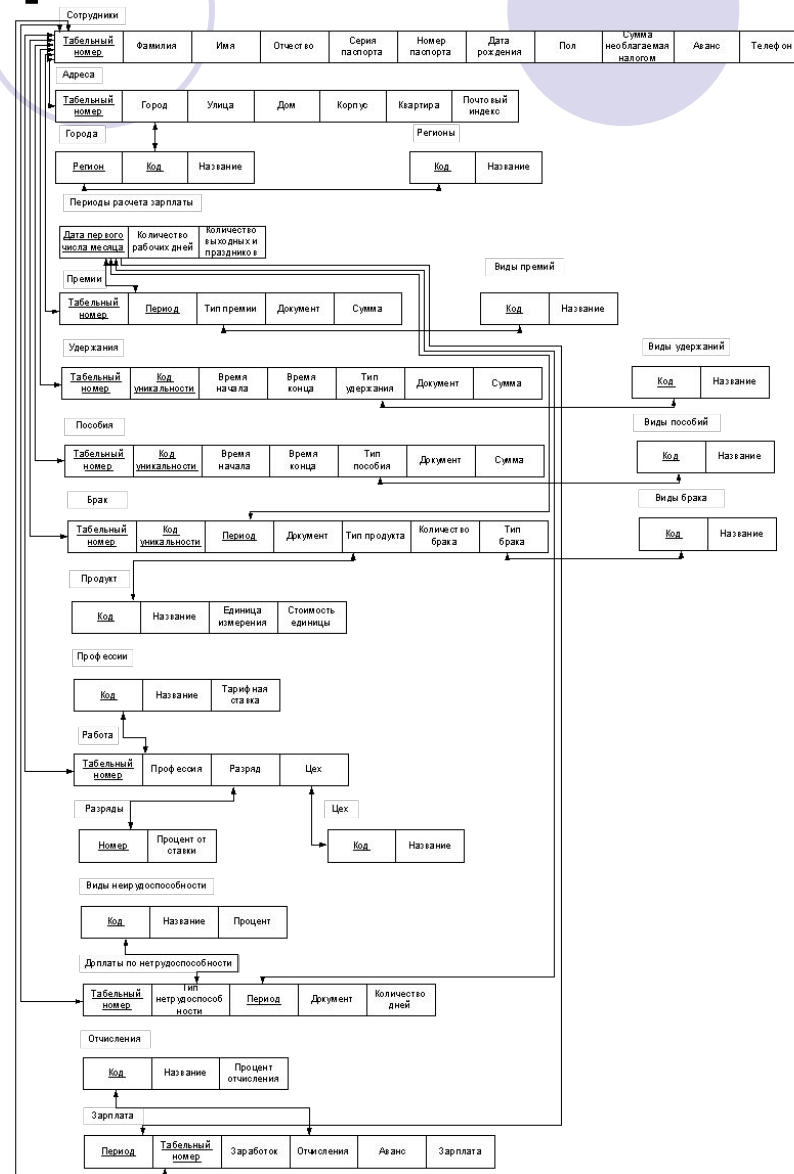 Сотрудники
Табельный номер Фамилия Имя Отчество Серия паспорта Номер паспорта Дата рождения Пол Сумма необлагаемая налогом Аванс Телефон
Адреса
Табельный номер Город Улица Дом Корпус Квартира Почтовый индекс
Города Регионы
Регион Код Название Код Название
Периоды расчета зарплаты
Дата первого числа месяца Количество рабочих дней Количество выходных и праздников
Премии Виды премий
Табельный номер Период Тип премии Документ Сумма Код Название
Удержания Виды удержаний
Табельный номер Код уникальности Время начала Время конца Тип удержания Документ Сумма Код Название
Пособия Виды пособий
Табельный номер Код уникальности Время начала Время конца Тип пособия Документ Сумма Код Название
Брак Виды брака
Табельный номер Код уникальности Период Документ Тип продукта Количество брака Тип брака Код Название
Продукт
Код Название Единица измерения Стоимость единицы
Профессии
Код Название Тарифная ставка
Работа
Табельный номер Профессия Разряд Цех
Разряды Цех
Номер Процент от ставки Код Название
Виды неирудоспособности
Код Название Процент
Доплаты по нетрудоспособности
Табельный номер Тип нетрудоспособ ности Период Документ Количество дней
Отчисления
Код Название Процент отчисления
Зарплата
Период Табельный номер Заработок Отчисления Аванс Зарплата